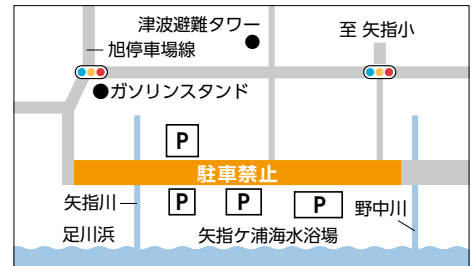 津波避難タワー
至 矢指小
旭停車場線
ガソリンスタンド
P
駐車禁止
P
P
P
矢指川
野中川
足川浜
矢指ケ浦海水浴場